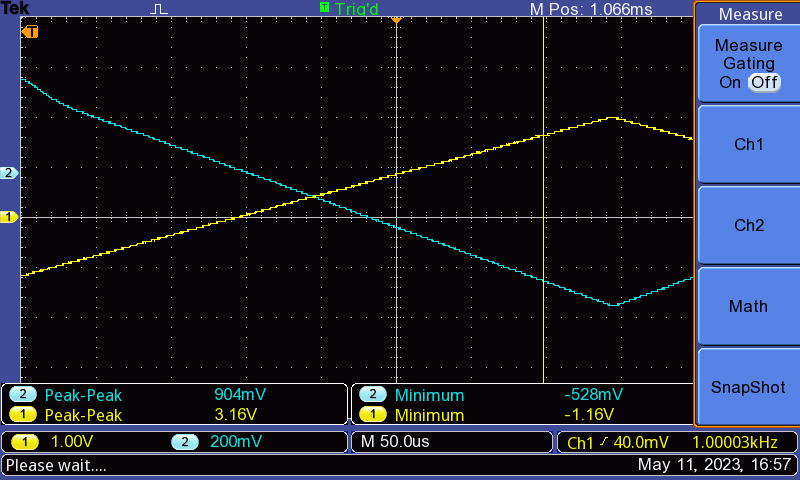 Tek T Trig'd M Pos: 1.066ms
Measure
T
Measure
Gating
On Off
Ch1
2
1
Ch2
Math
SnapShot
2 Peak-Peak 904mV 2 Minimum -528mV
1 Peak-Peak 3.16V 1 Minimum -1.16V
1 1.00V 2 200mV M 50.0us Ch1 40.0mV 1.00003kHz
Please wait.... May 11, 2023, 16:57